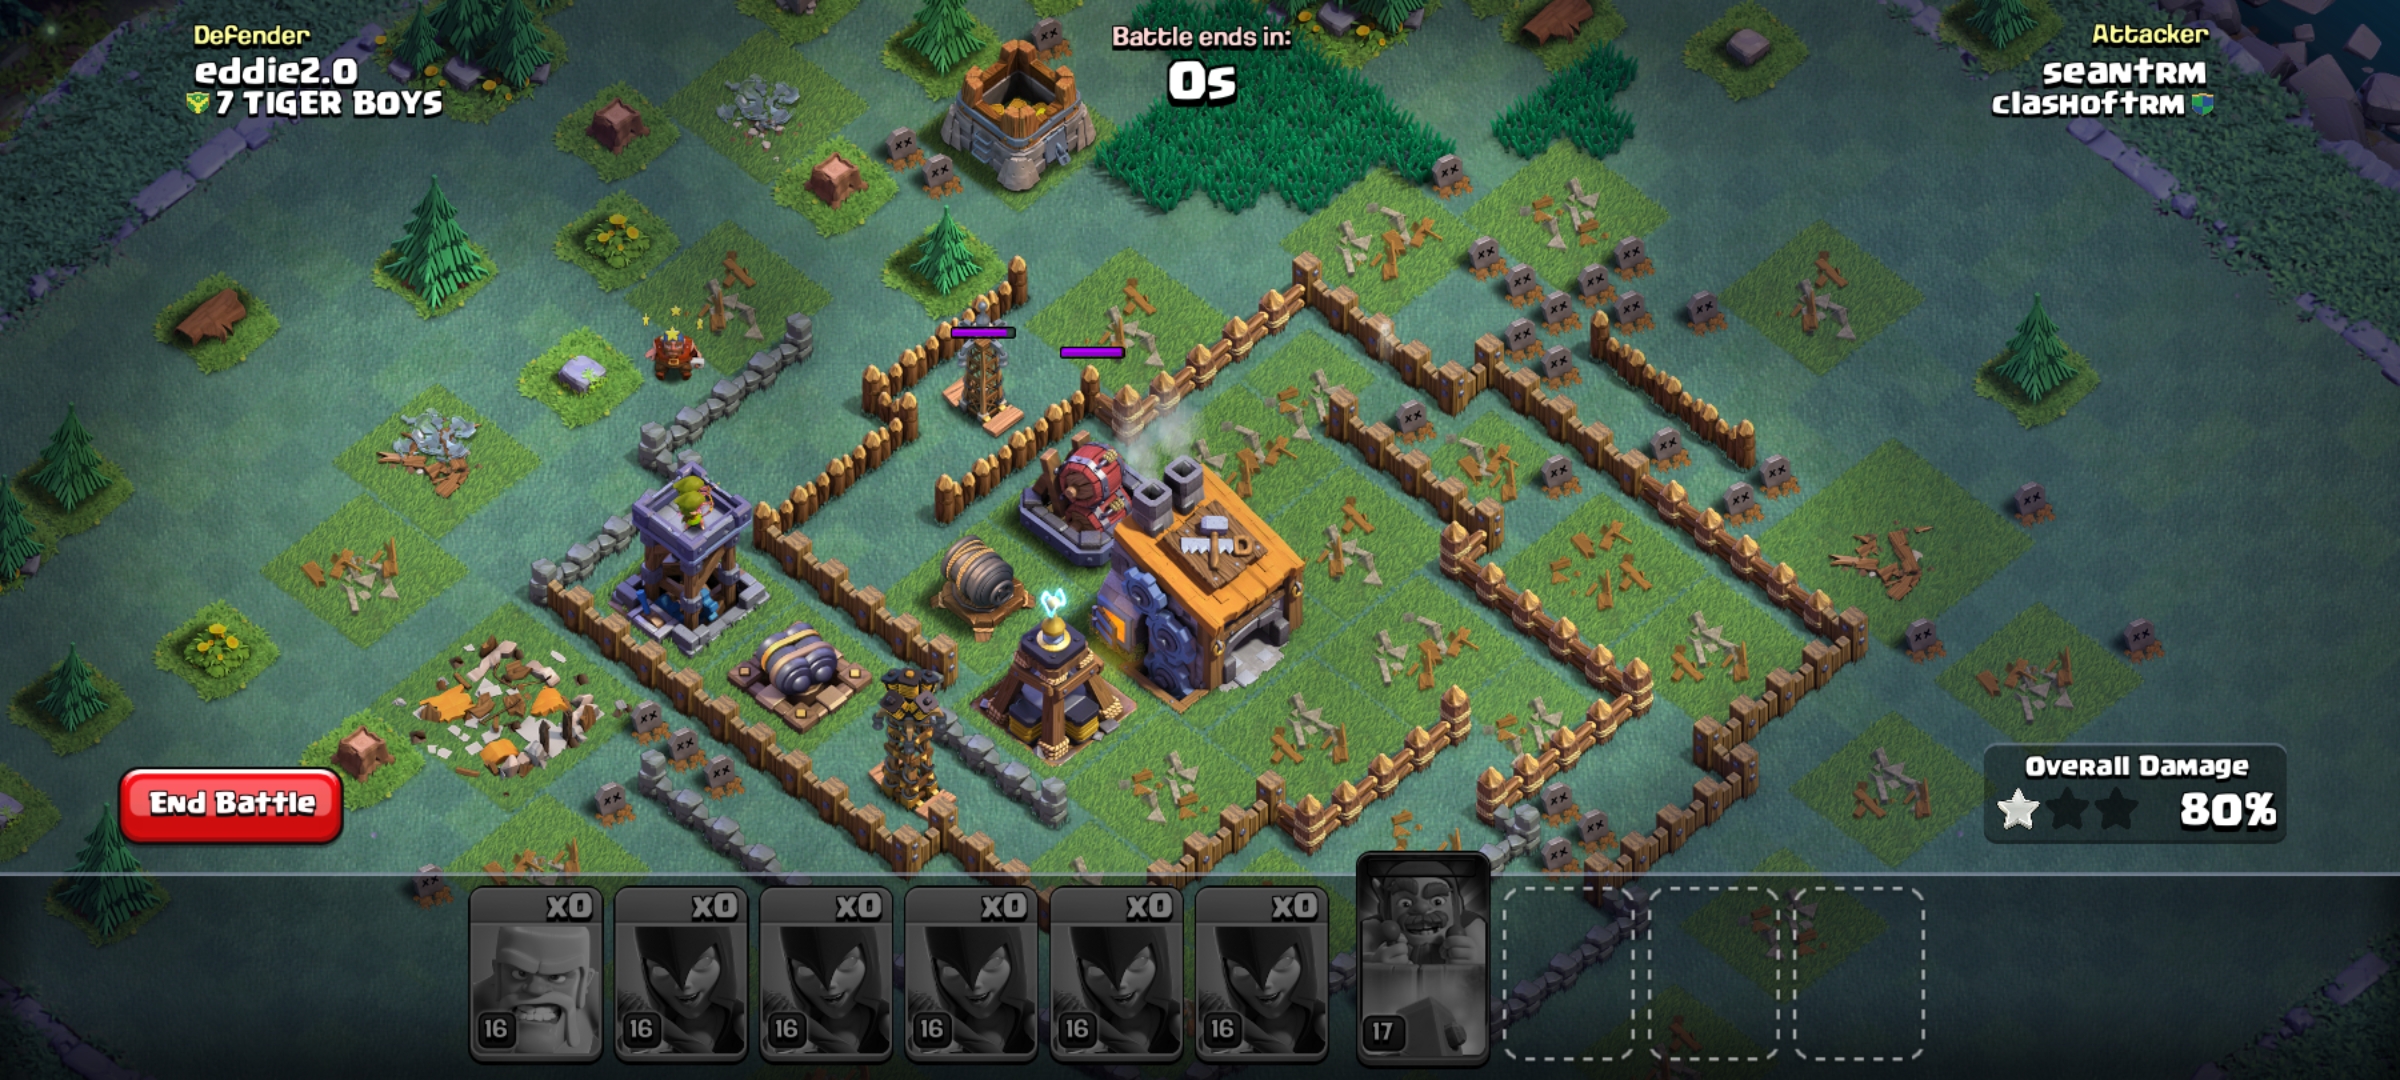 Defender
eddie2.0
7 TIGER BOYS
Battle ends in:
0s
Attacker
seantRM
clashoftRM
End Battle
Overall Damage
80%
x0
x0
x0
x0
x0
x0
16
16
16
16
16
16
17